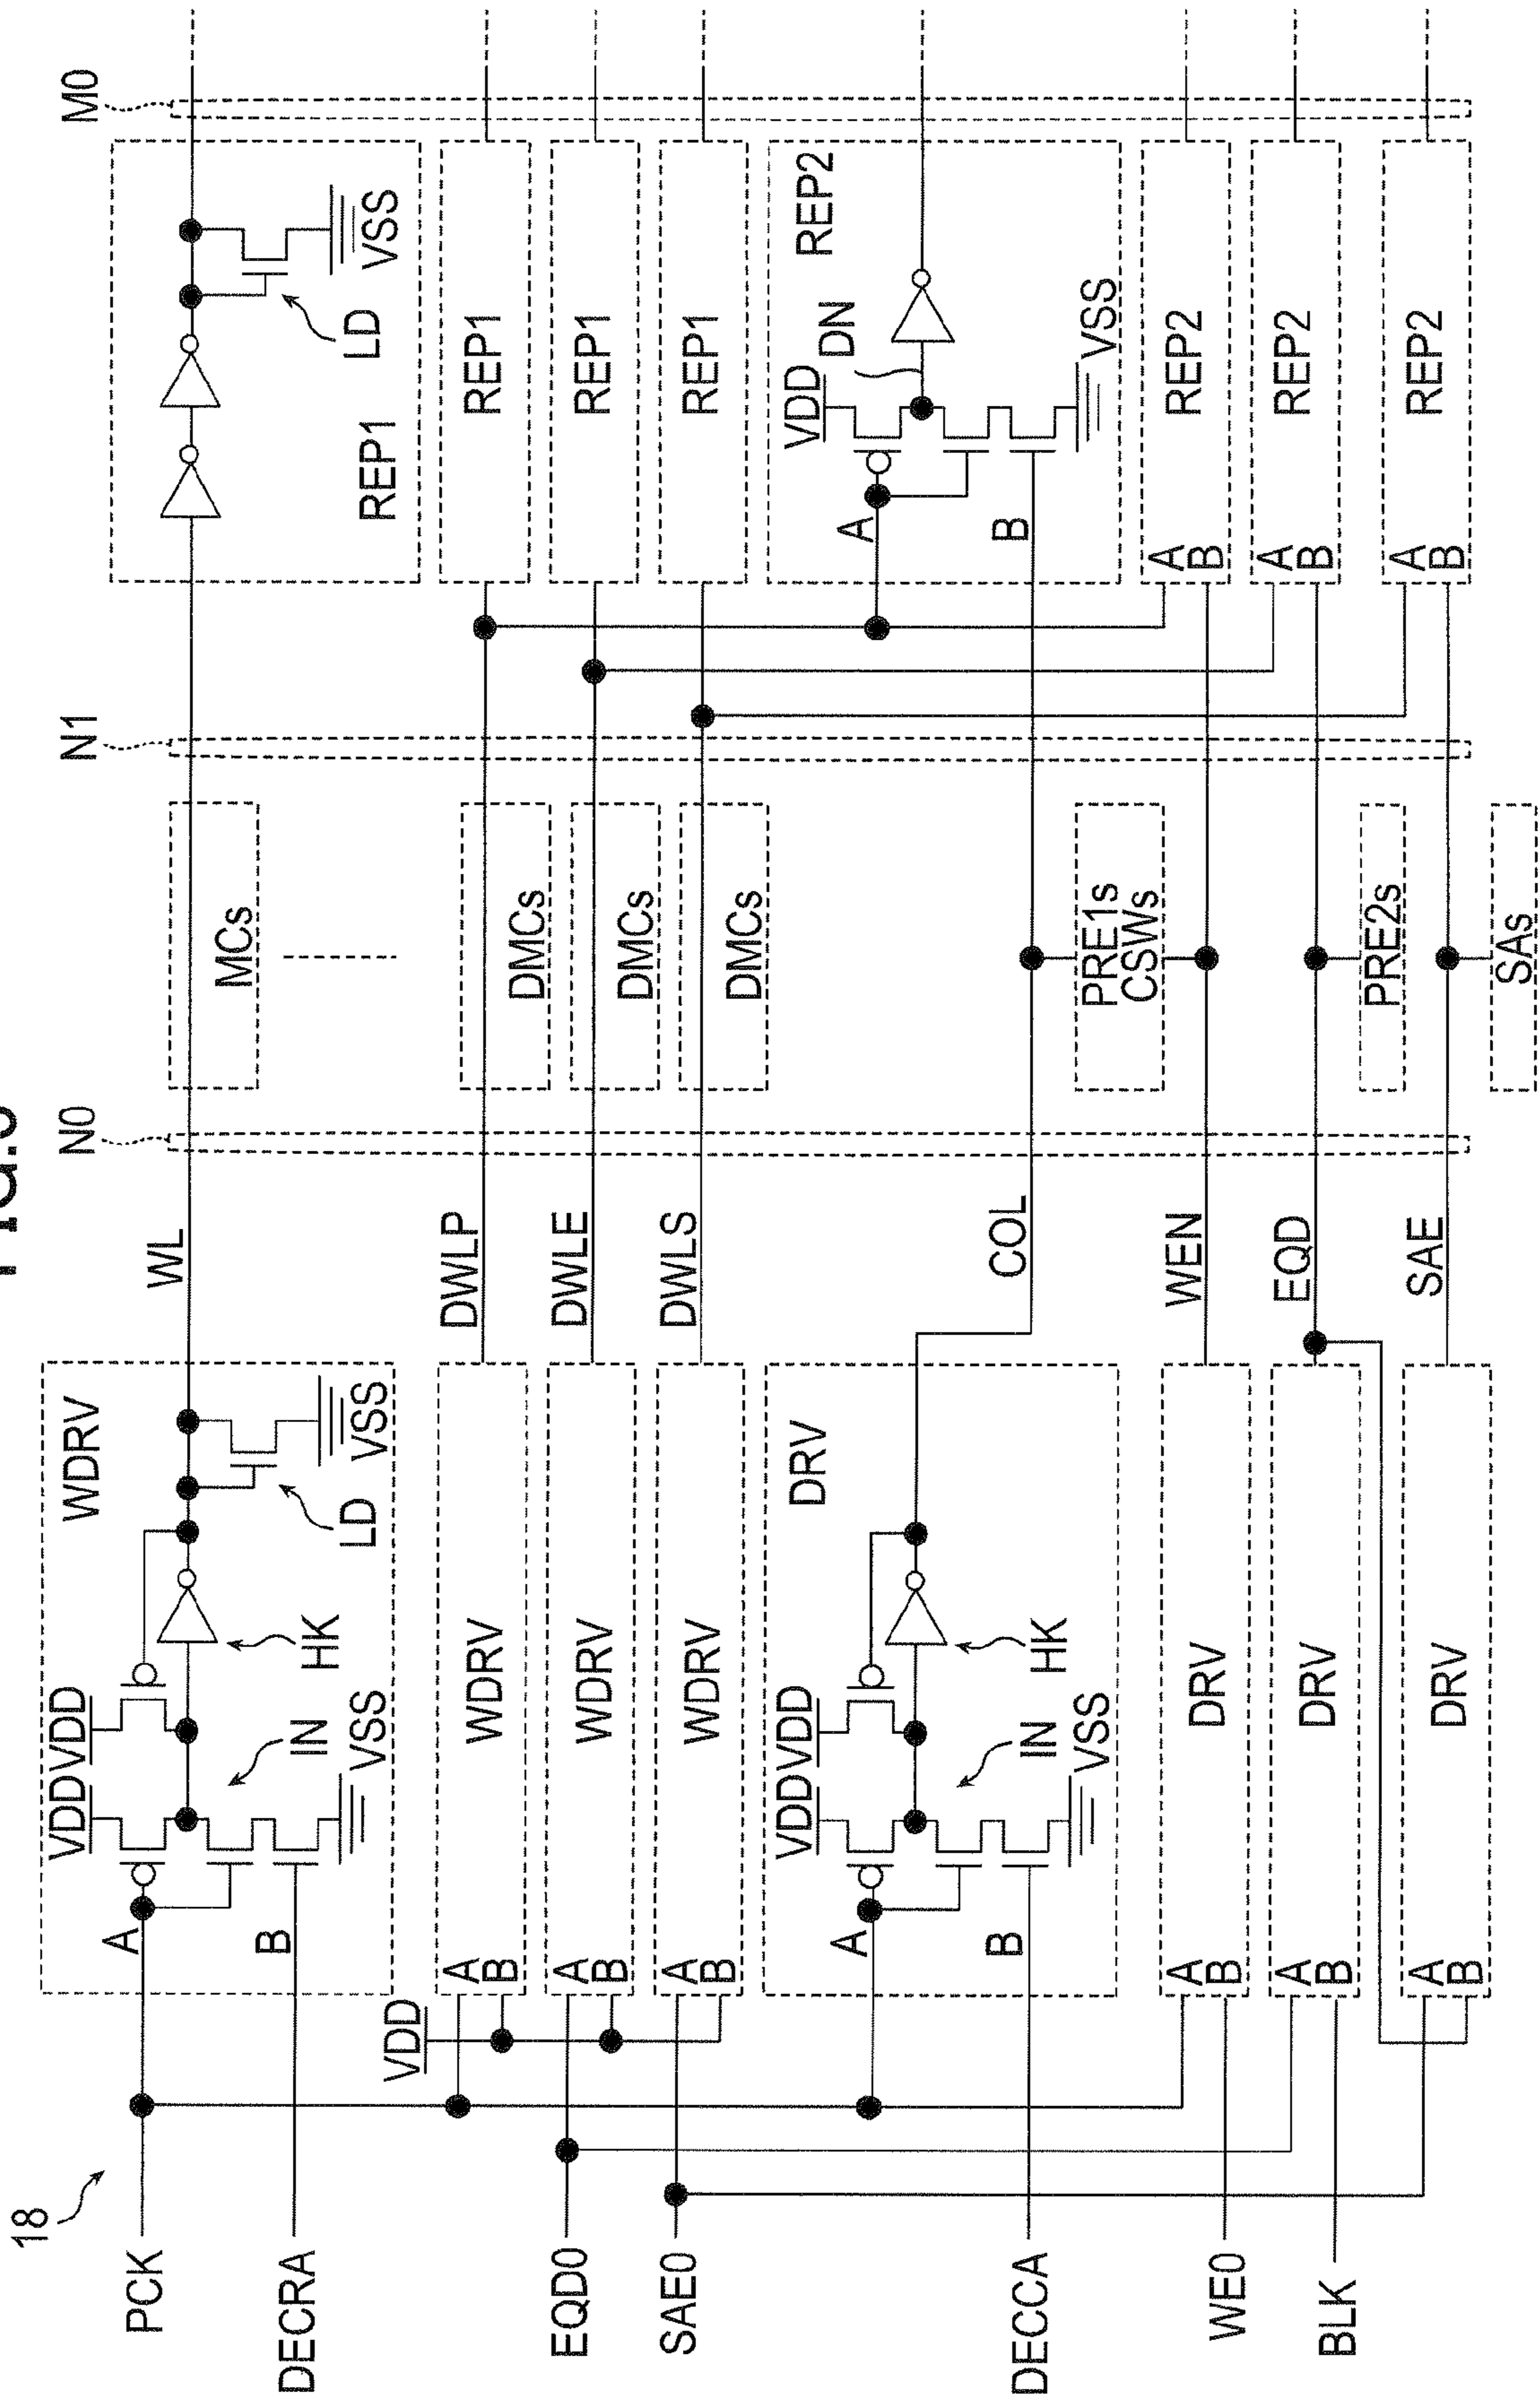 18
N0
N1
M0
PCK
A
VDD
VDD
WDRV
WL
IN
HK
LD
VSS
VSS
MCs
LD
VSS
REP1
DECRA
B
VDD
A
B
WDRV
DWLP
DMCs
REP1
EQD0
A
B
WDRV
DWLE
DMCs
REP1
SAE0
A
B
WDRV
DWLS
DMCs
REP1
A
VDD
VDD
DRV
IN
HK
VSS
COL
A
VDD
DN
REP2
DECCA
B
B
VSS
PRE1s
CSWs
WE0
A
B
DRV
WEN
A
B
REP2
BLK
A
B
DRV
EQD
PRE2s
A
B
REP2
A
B
DRV
SAE
SAs
A
B
REP2